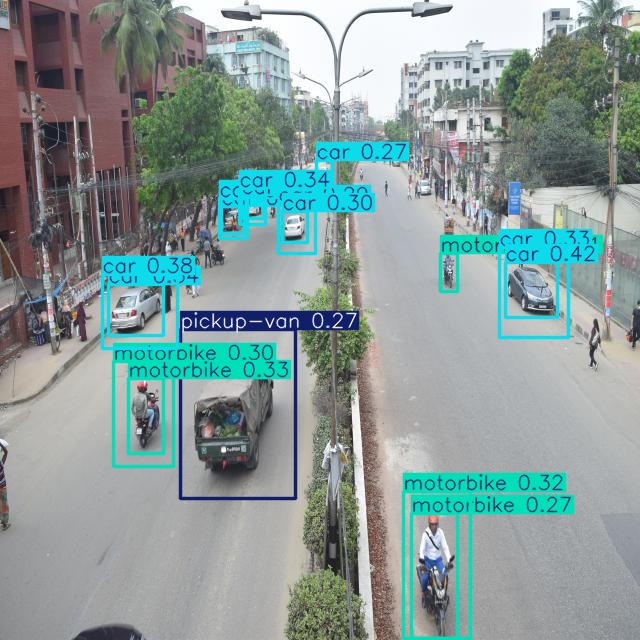 car 0.27
car 0.34
car 0.30
motor
car 0.33
car 0.42
car 0.38
pickup-van 0.27
motorbike 0.30
motorbike 0.33
motorbike 0.32
motorbike 0.27